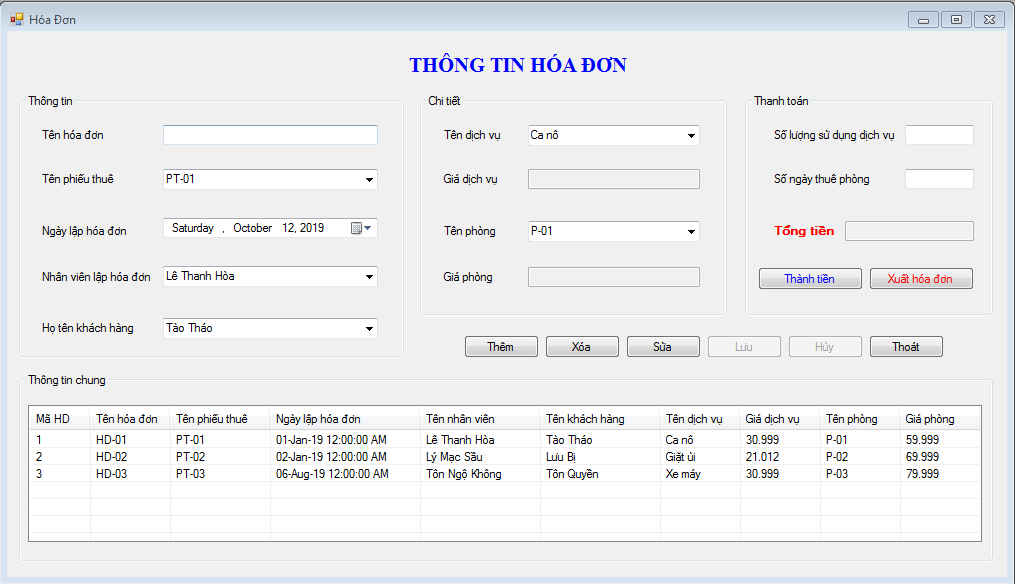 Hóa Đơn
THÔNG TIN HÓA ĐƠN
Thông tin
Tên hóa đơn
Tên phiếu thuê PT-01
Ngày lập hóa đơn Saturday , October 12, 2019
Nhân viên lập hóa đơn Lê Thanh Hòa
Họ tên khách hàng Tào Tháo
Chi tiết
Tên dịch vụ Ca nô
Giá dịch vụ
Tên phòng P-01
Giá phòng
Thanh toán
Số lượng sử dụng dịch vụ
Số ngày thuê phòng
Tổng tiền
Thành tiền Xuất hóa đơn
Thêm Xóa Sửa Lưu Hủy Thoát
Thông tin chung
Mã HD Tên hóa đơn Tên phiếu thuê Ngày lập hóa đơn Tên nhân viên Tên khách hàng Tên dịch vụ Giá dịch vụ Tên phòng Giá phòng
1 HD-01 PT-01 01-Jan-19 12:00:00 AM Lê Thanh Hòa Tào Tháo Ca nô 30.999 P-01 59.999
2 HD-02 PT-02 02-Jan-19 12:00:00 AM Lý Mạc Sầu Lưu Bị Giặt ủi 21.012 P-02 69.999
3 HD-03 PT-03 06-Aug-19 12:00:00 AM Tôn Ngộ Không Tôn Quyền Xe máy 30.999 P-03 79.999